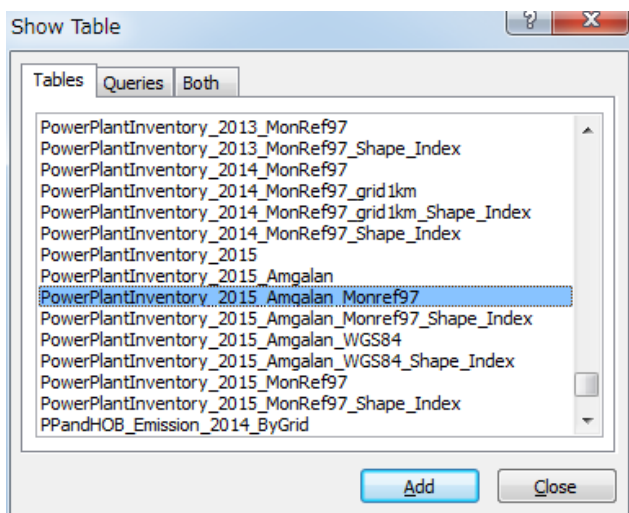 Show Table
Tables Queries Both
PowerPlantInventory_2013_MonRef97
PowerPlantInventory_2013_MonRef97_Shape_Index
PowerPlantInventory_2014_MonRef97
PowerPlantInventory_2014_MonRef97_grid1km
PowerPlantInventory_2014_MonRef97_grid1km_Shape_Index
PowerPlantInventory_2014_MonRef97_Shape_Index
PowerPlantInventory_2015
PowerPlantInventory_2015_Amgalan
PowerPlantInventory_2015_Amgalan_Monref97
PowerPlantInventory_2015_Amgalan_Monref97_Shape_Index
PowerPlantInventory_2015_Amgalan_WGS84
PowerPlantInventory_2015_Amgalan_WGS84_Shape_Index
PowerPlantInventory_2015_MonRef97
PowerPlantInventory_2015_MonRef97_Shape_Index
PPandHOB_Emission_2014_ByGrid
Add Close